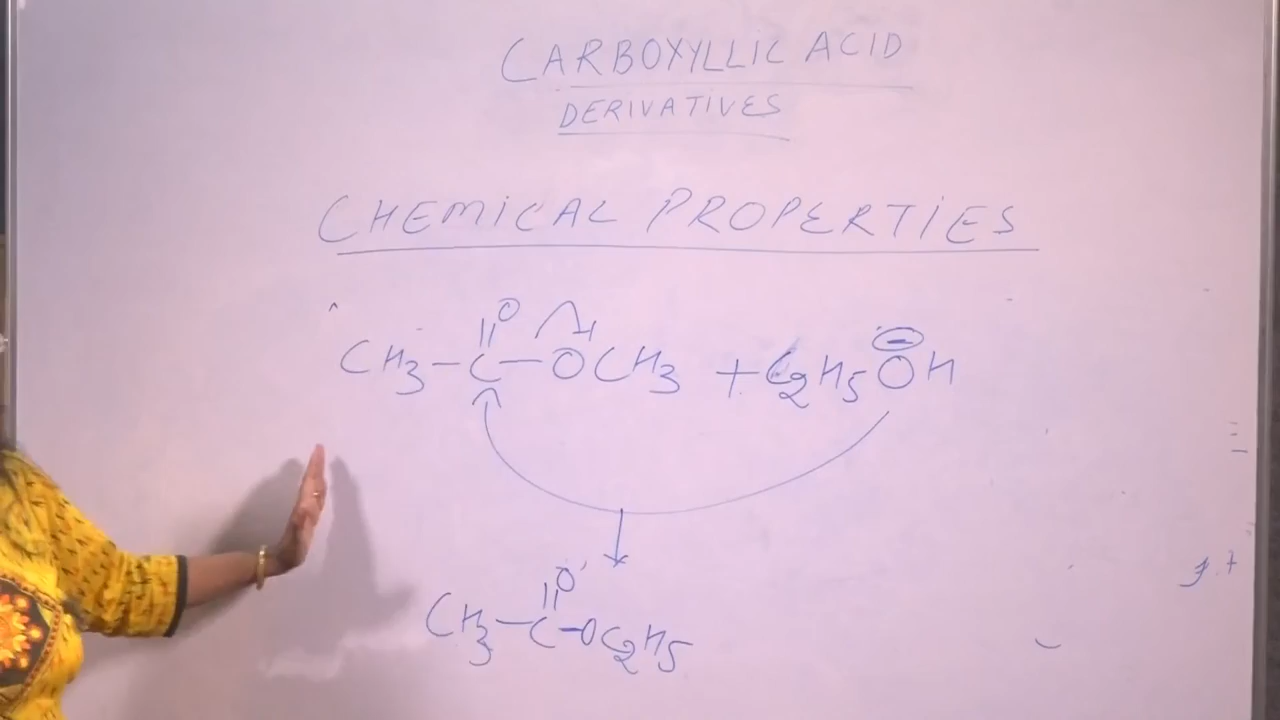 CARBOXYLLIC ACID
DERIVATIVES
CHEMICAL PROPERTIES
O
||
CH3-C-OCH3 + C2H5OH
O
||
CH3-C-OC2H5